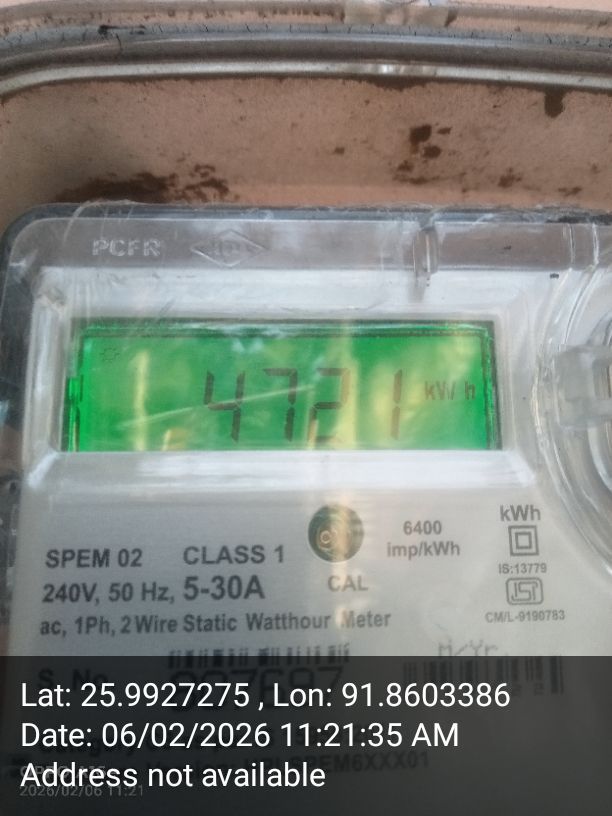 PCFR
4721 kWh
6400
imp/kWh
kWh
IS:13779
CM/L-9190783
SPEM 02 CLASS 1
CAL
240V, 50 Hz, 5-30A
ac, 1Ph, 2 Wire Static Watthour Meter
M/Yr.
S. No.
Lat: 25.9927275 , Lon: 91.8603386
Date: 06/02/2026 11:21:35 AM
Address not available
2026/02/06 11:21